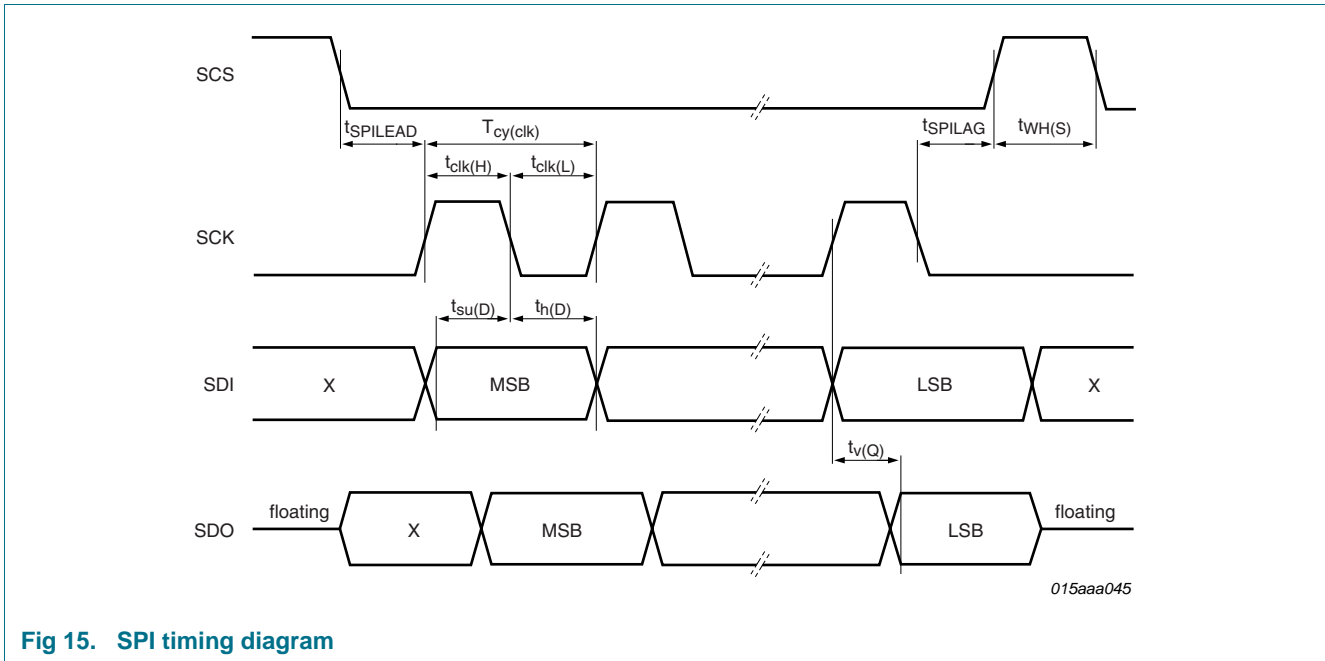 SCS
tSPILEAD
Tcy(clk)
tSPILAG
tWH(S)
tclk(H)
tclk(L)
SCK
tsu(D)
th(D)
SDI
X
MSB
LSB
X
tv(Q)
SDO
floating
X
MSB
LSB
floating
015aaa045
Fig 15. SPI timing diagram